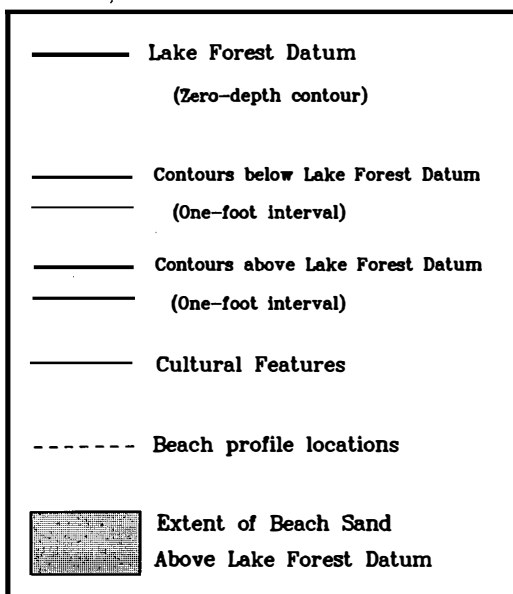 Lake Forest Datum
(Zero-depth contour)
Contours below Lake Forest Datum
(One-foot interval)
Contours above Lake Forest Datum
(One-foot interval)
Cultural Features
Beach profile locations
Extent of Beach Sand
Above Lake Forest Datum